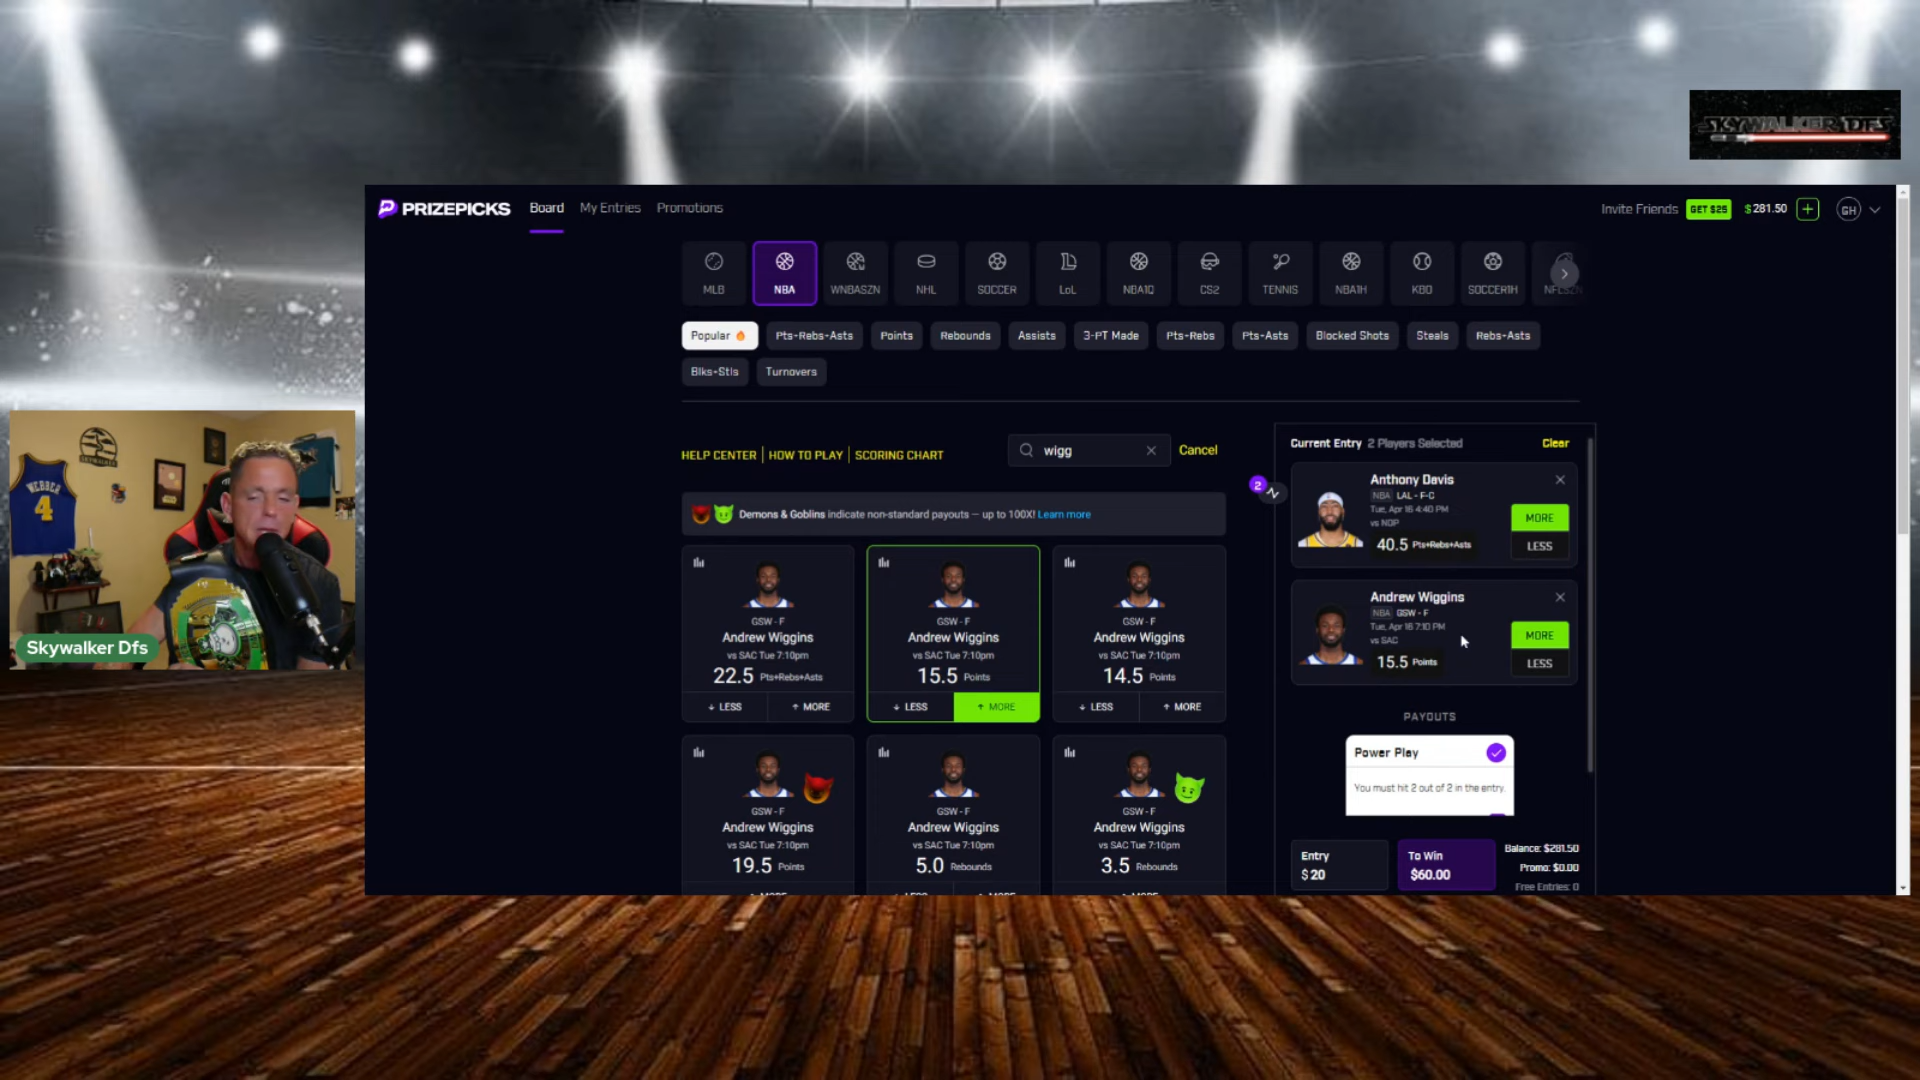 SKYWALKER DFS
PRIZEPICKS
Board
My Entries
Promotions
Invite Friends
GET $25
$281.50
GH
MLB
NBA
WNBASZN
NHL
SOCCER
LoL
NBA1Q
CS2
TENNIS
NBA1H
KBO
SOCCER1H
NFLSZN
Popular
Pts-Rebs-Asts
Points
Rebounds
Assists
3-PT Made
Pts-Rebs
Pts-Asts
Blocked Shots
Steals
Rebs-Asts
Blks-Stls
Turnovers
HELP CENTER
HOW TO PLAY
SCORING CHART
wigg
Cancel
Demons & Goblins indicate non-standard payouts — up to 100X! Learn more
GSW - F
Andrew Wiggins
vs SAC Tue 7:10pm
22.5 Pts+Rebs+Asts
LESS
MORE
GSW - F
Andrew Wiggins
vs SAC Tue 7:10pm
15.5 Points
LESS
MORE
GSW - F
Andrew Wiggins
vs SAC Tue 7:10pm
14.5 Points
LESS
MORE
GSW - F
Andrew Wiggins
vs SAC Tue 7:10pm
19.5 Points
MORE
GSW - F
Andrew Wiggins
vs SAC Tue 7:10pm
5.0 Rebounds
LESS
MORE
GSW - F
Andrew Wiggins
vs SAC Tue 7:10pm
3.5 Rebounds
MORE
Current Entry 2 Players Selected
Clear
2
Anthony Davis
NBA LAL - F-C
Tue, Apr 16 4:40 PM
vs NOP
40.5 Pts+Rebs+Asts
MORE
LESS
Andrew Wiggins
NBA GSW - F
Tue, Apr 16 7:10 PM
vs SAC
15.5 Points
MORE
LESS
PAYOUTS
Power Play
You must hit 2 out of 2 in the entry.
Entry
$20
To Win
$60.00
Balance: $281.50
Promo: $0.00
Free Entries: 0
WEBBER
4
Skywalker Dfs